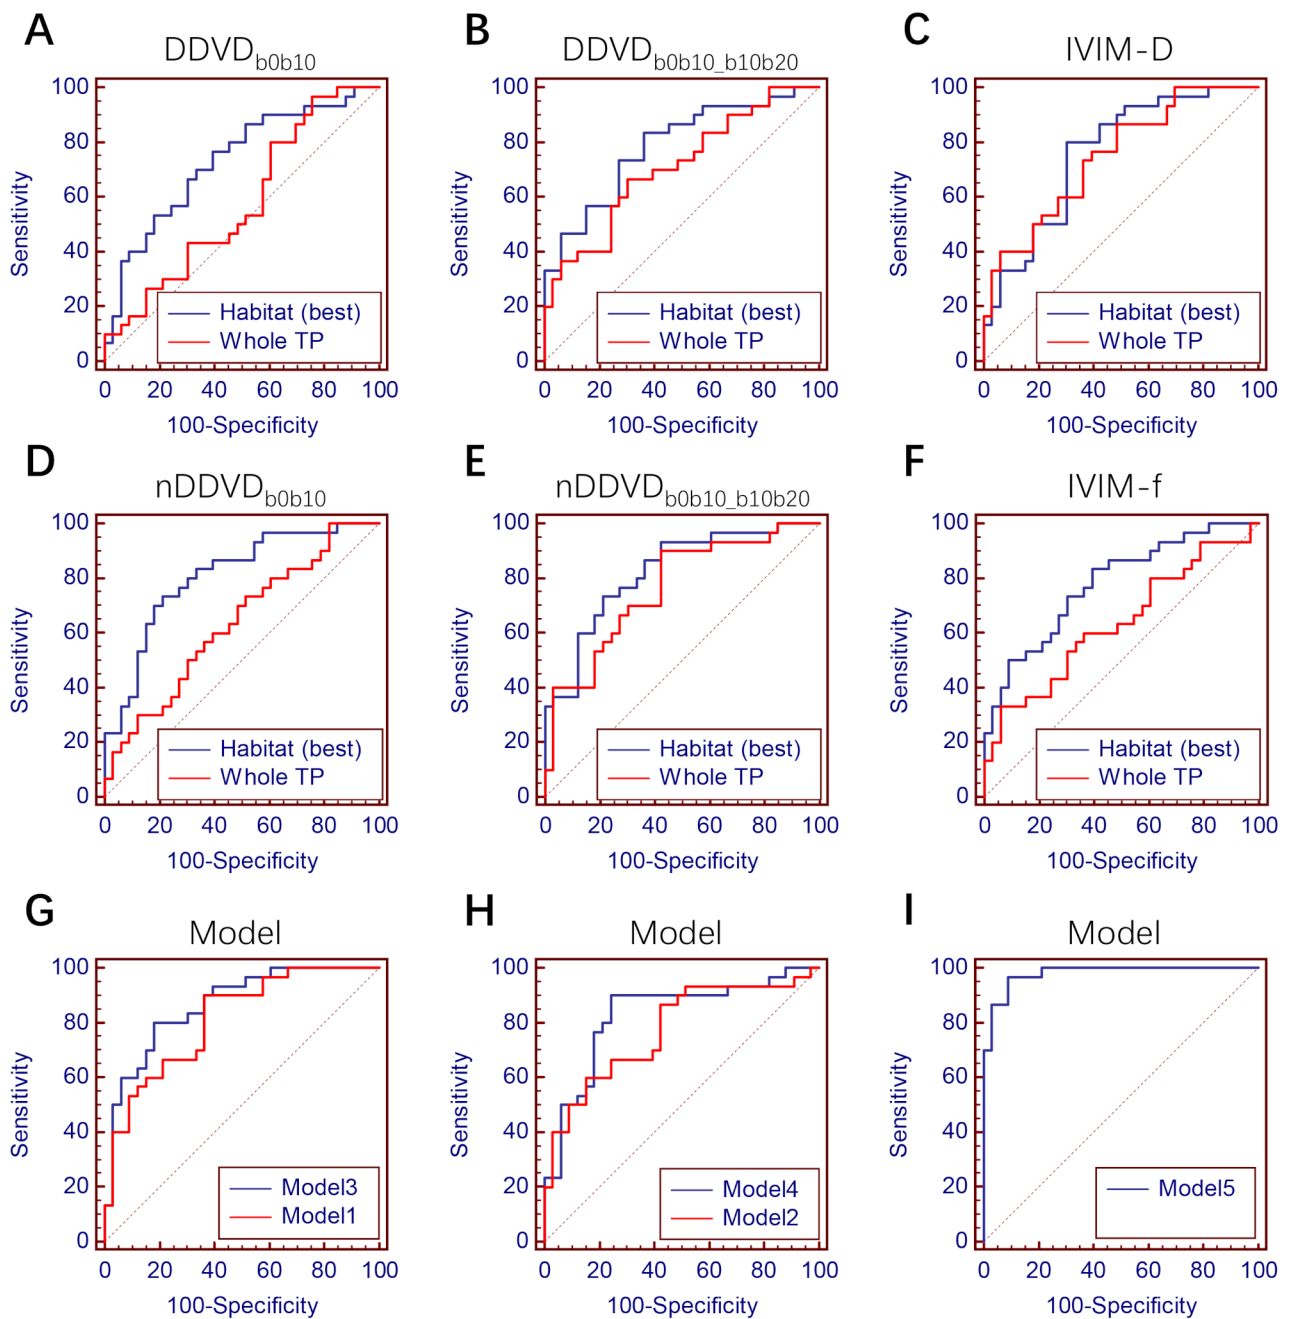 A
DDVDb0b10
100
80
60
40
20
0
Sensitivity
Habitat (best)
Whole TP
0 20 40 60 80 100
100-Specificity
B
DDVDb0b10_b10b20
100
80
60
40
20
0
Sensitivity
Habitat (best)
Whole TP
0 20 40 60 80 100
100-Specificity
C
IVIM-D
100
80
60
40
20
0
Sensitivity
Habitat (best)
Whole TP
0 20 40 60 80 100
100-Specificity
D
nDDVDb0b10
100
80
60
40
20
0
Sensitivity
Habitat (best)
Whole TP
0 20 40 60 80 100
100-Specificity
E
nDDVDb0b10_b10b20
100
80
60
40
20
0
Sensitivity
Habitat (best)
Whole TP
0 20 40 60 80 100
100-Specificity
F
IVIM-f
100
80
60
40
20
0
Sensitivity
Habitat (best)
Whole TP
0 20 40 60 80 100
100-Specificity
G
Model
100
80
60
40
20
0
Sensitivity
Model3
Model1
0 20 40 60 80 100
100-Specificity
H
Model
100
80
60
40
20
0
Sensitivity
Model4
Model2
0 20 40 60 80 100
100-Specificity
I
Model
100
80
60
40
20
0
Sensitivity
Model5
0 20 40 60 80 100
100-Specificity